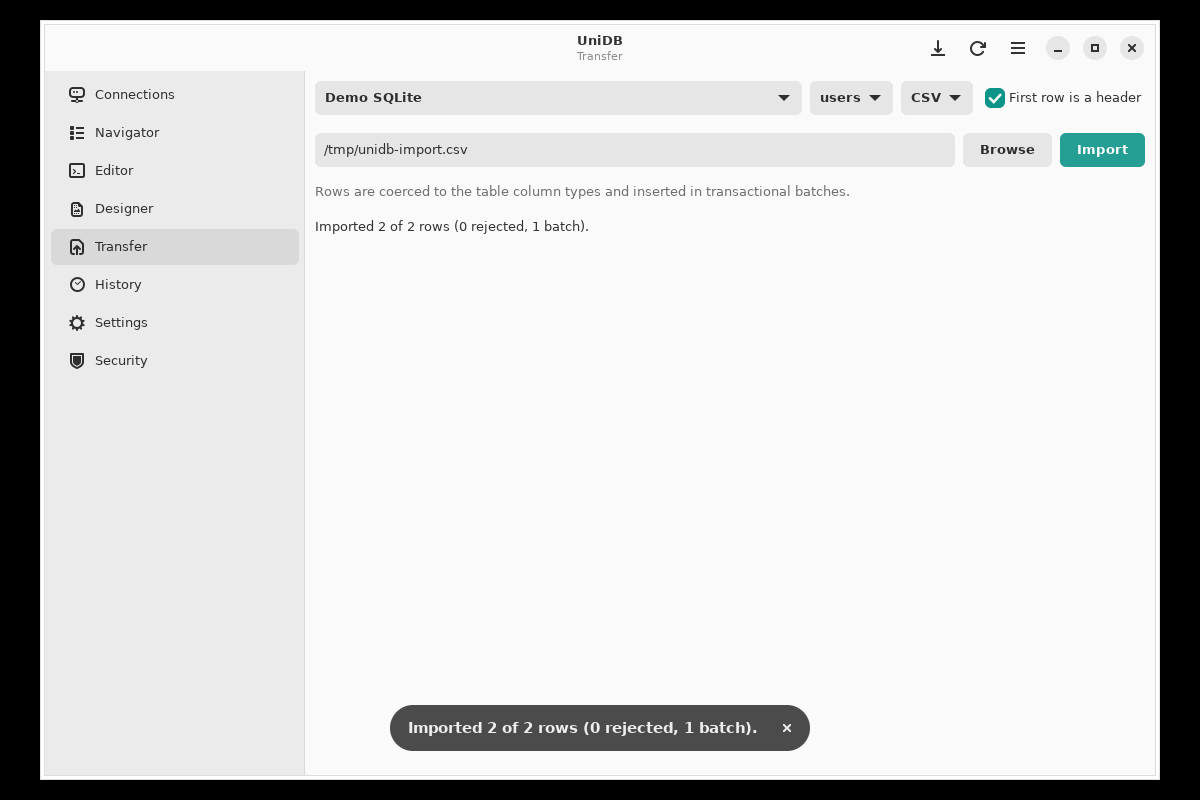 UniDB
Transfer
Connections
Navigator
Editor
Designer
Transfer
History
Settings
Security
Demo SQLite
users
CSV
First row is a header
/tmp/unidb-import.csv
Browse
Import
Rows are coerced to the table column types and inserted in transactional batches.
Imported 2 of 2 rows (0 rejected, 1 batch).
Imported 2 of 2 rows (0 rejected, 1 batch).